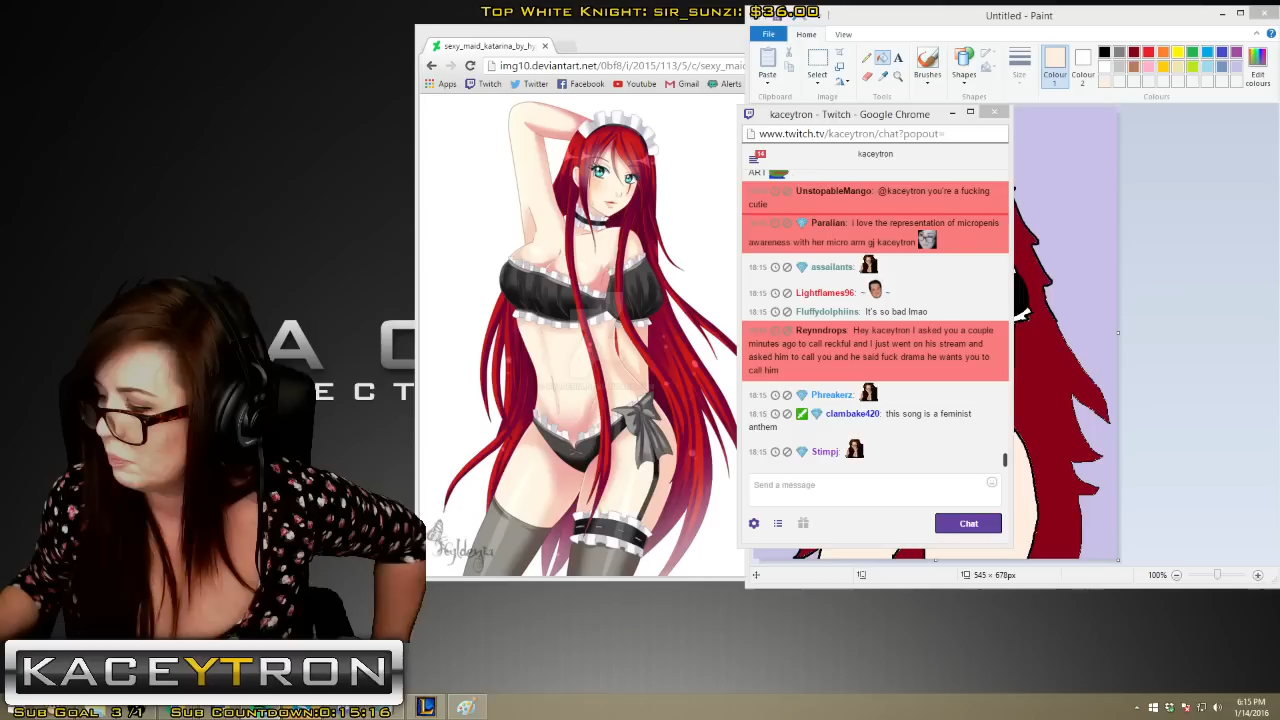 Top White Knight: sir_sunzi: $36.00
Untitled - Paint
sexy_maid_katarina_by_hy
File
Home
View
img10.deviantart.net/0bf8/i/2015/113/5/c/sexy_maid
Apps
Twitch
Twitter
Facebook
Youtube
Gmail
Alerts
Paste
Select
Brushes
Shapes
Size
Colour 1
Colour 2
Edit colours
Clipboard
Image
Tools
Shapes
Colours
kaceytron - Twitch - Google Chrome
www.twitch.tv/kaceytron/chat?popout=
14
kaceytron
ART
UnstopableMango: @kaceytron you're a fucking
cutie
Paralian: i love the representation of micropenis
awareness with her micro arm gj kaceytron
18:15 assailants:
18:15 Lightflames96: ~ ~
18:15 Fluffydolphiins: It's so bad lmao
Reynndrops: Hey kaceytron I asked you a couple
minutes ago to call reckful and I just went on his stream and
asked him to call you and he said fuck drama he wants you to
call him
18:15 Phreakerz:
18:15 clambake420: this song is a feminist
anthem
18:15 Stimpj:
Send a message
Chat
545 × 678px
100%
A C
ECT
KACEYTRON
Sub Goal: 3 /1
Sub Countdown:0:15:16
6:15 PM
1/14/2016